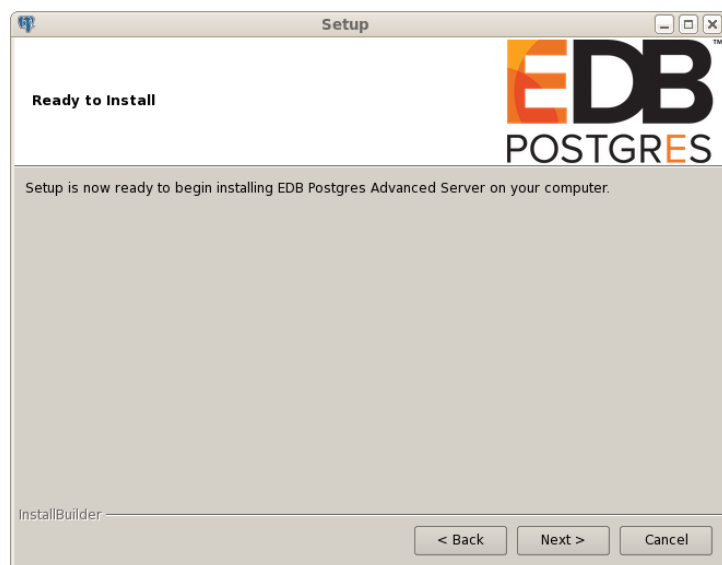 Setup
EDB™
POSTGRES
Ready to Install
Setup is now ready to begin installing EDB Postgres Advanced Server on your computer.
InstallBuilder
< Back
Next >
Cancel